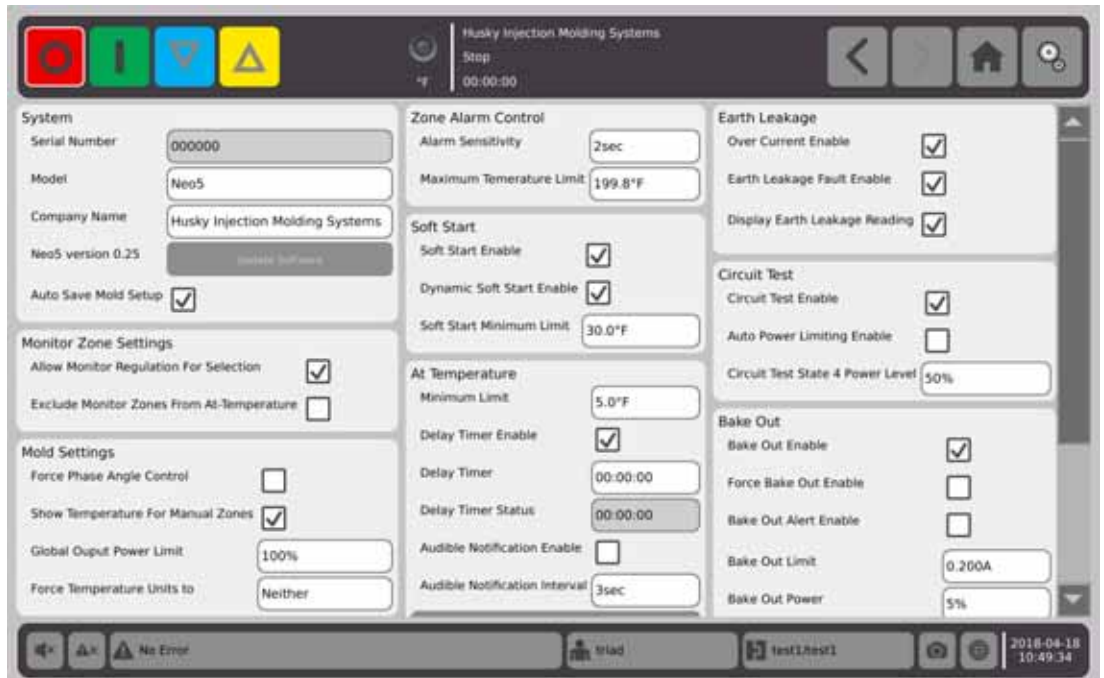 Husky Injection Molding Systems
Stop
°F
00:00:00
System
Serial Number
000000
Model
Neo5
Company Name
Husky Injection Molding Systems
Neo5 version 0.25
Update Software
Auto Save Mold Setup
Monitor Zone Settings
Allow Monitor Regulation For Selection
Exclude Monitor Zones From At-Temperature
Mold Settings
Force Phase Angle Control
Show Temperature For Manual Zones
Global Ouput Power Limit
100%
Force Temperature Units to
Neither
Zone Alarm Control
Alarm Sensitivity
2sec
Maximum Temerature Limit
199.8°F
Soft Start
Soft Start Enable
Dynamic Soft Start Enable
Soft Start Minimum Limit
30.0°F
At Temperature
Minimum Limit
5.0°F
Delay Timer Enable
Delay Timer
00:00:00
Delay Timer Status
00:00:00
Audible Notification Enable
Audible Notification Interval
3sec
Earth Leakage
Over Current Enable
Earth Leakage Fault Enable
Display Earth Leakage Reading
Circuit Test
Circuit Test Enable
Auto Power Limiting Enable
Circuit Test State 4 Power Level
50%
Bake Out
Bake Out Enable
Force Bake Out Enable
Bake Out Alert Enable
Bake Out Limit
0.200A
Bake Out Power
5%
No Error
triad
test1/test1
2018-04-18
10:49:34